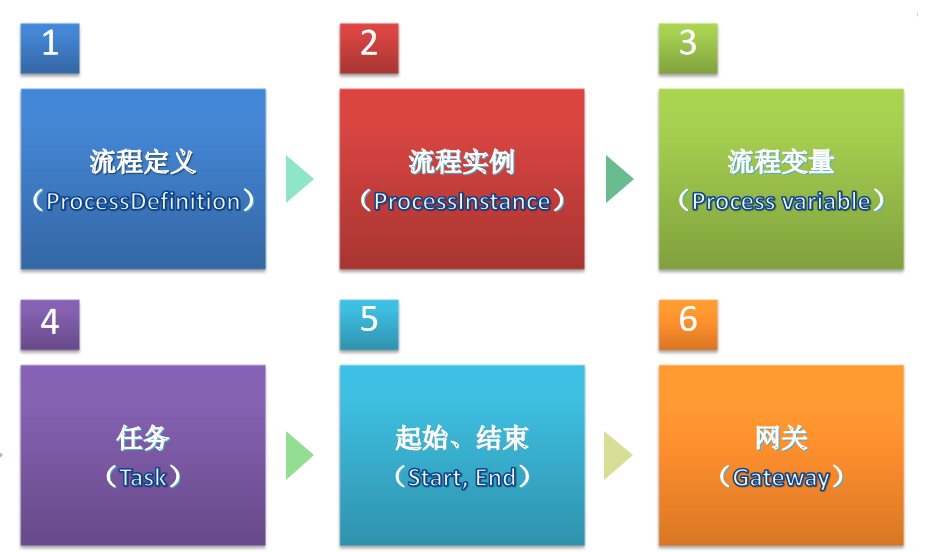 1
流程定义
（ProcessDefinition）
2
流程实例
（ProcessInstance）
3
流程变量
（Process variable）
4
任务
（Task）
5
起始、结束
（Start, End）
6
网关
（Gateway）